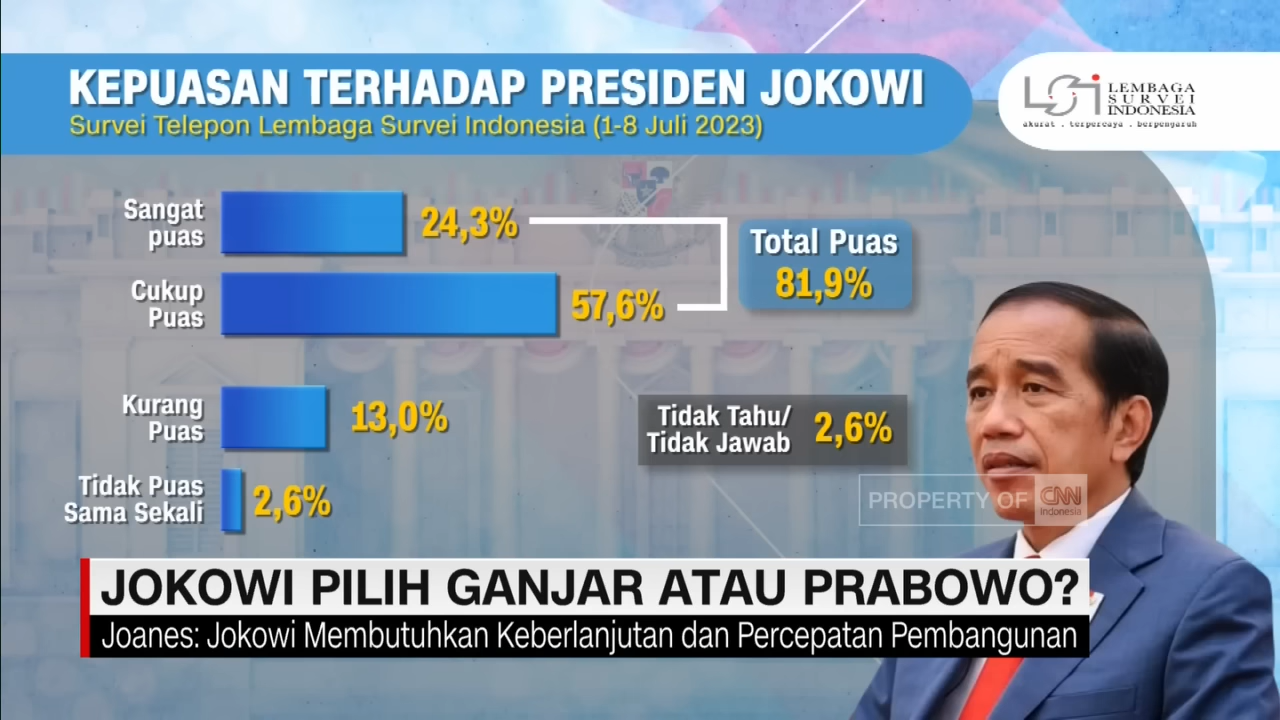 KEPUASAN TERHADAP PRESIDEN JOKOWI
Survei Telepon Lembaga Survei Indonesia (1-8 Juli 2023)
LSi
LEMBAGA
SURVEI
INDONESIA
akurat . terpercaya . berpengaruh
Sangat
puas
24,3%
Cukup
Puas
57,6%
Total Puas
81,9%
Kurang
Puas
13,0%
Tidak Tahu/
Tidak Jawab
2,6%
Tidak Puas
Sama Sekali
2,6%
PROPERTY OF CNN
Indonesia
JOKOWI PILIH GANJAR ATAU PRABOWO?
Joanes: Jokowi Membutuhkan Keberlanjutan dan Percepatan Pembangunan